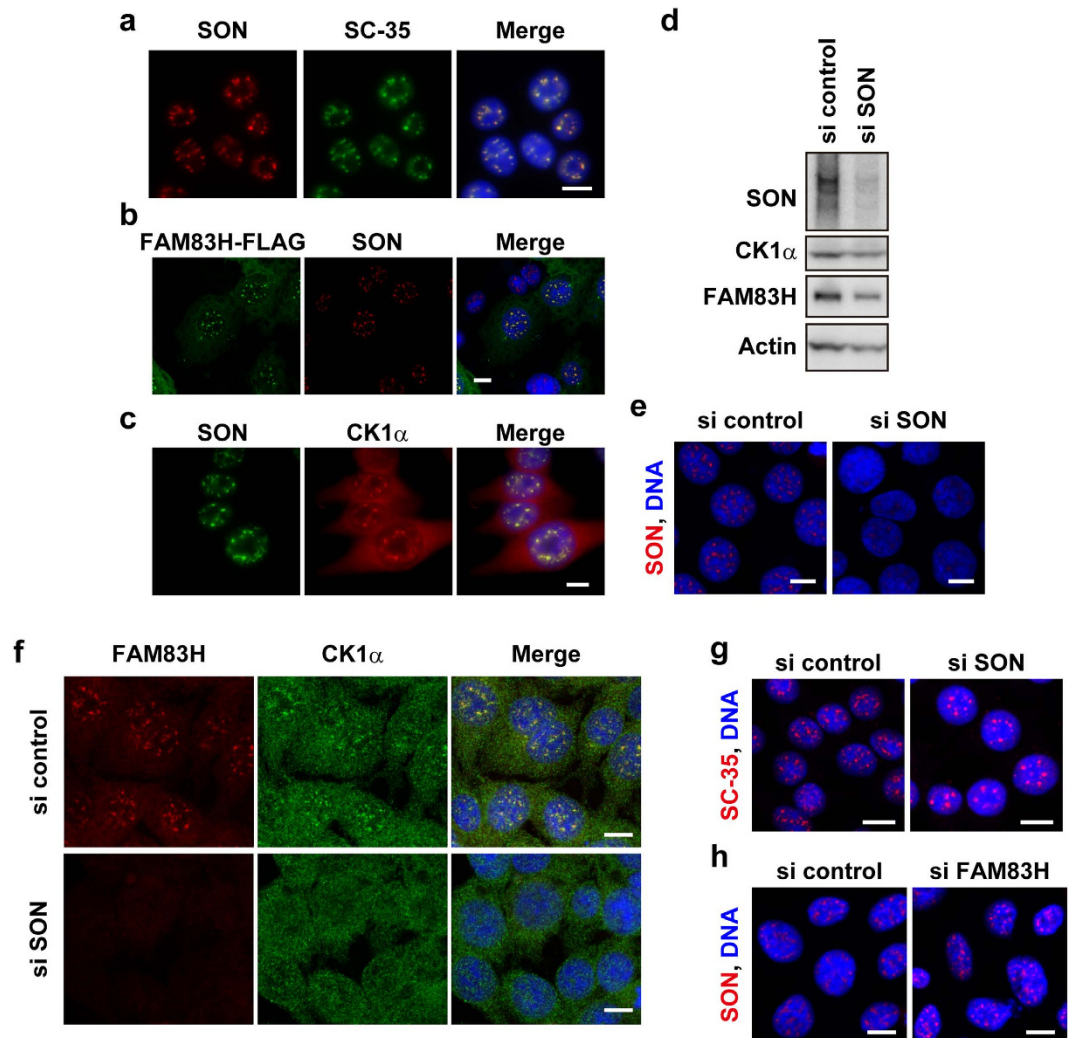 a
SON SC-35 Merge
b
FAM83H-FLAG SON Merge
c
SON CK1α Merge
d
si control si SON
SON
CK1α
FAM83H
Actin
e
si control si SON
SON, DNA
f
FAM83H CK1α Merge
si control
si SON
g
si control si SON
SC-35, DNA
h
si control si FAM83H
SON, DNA